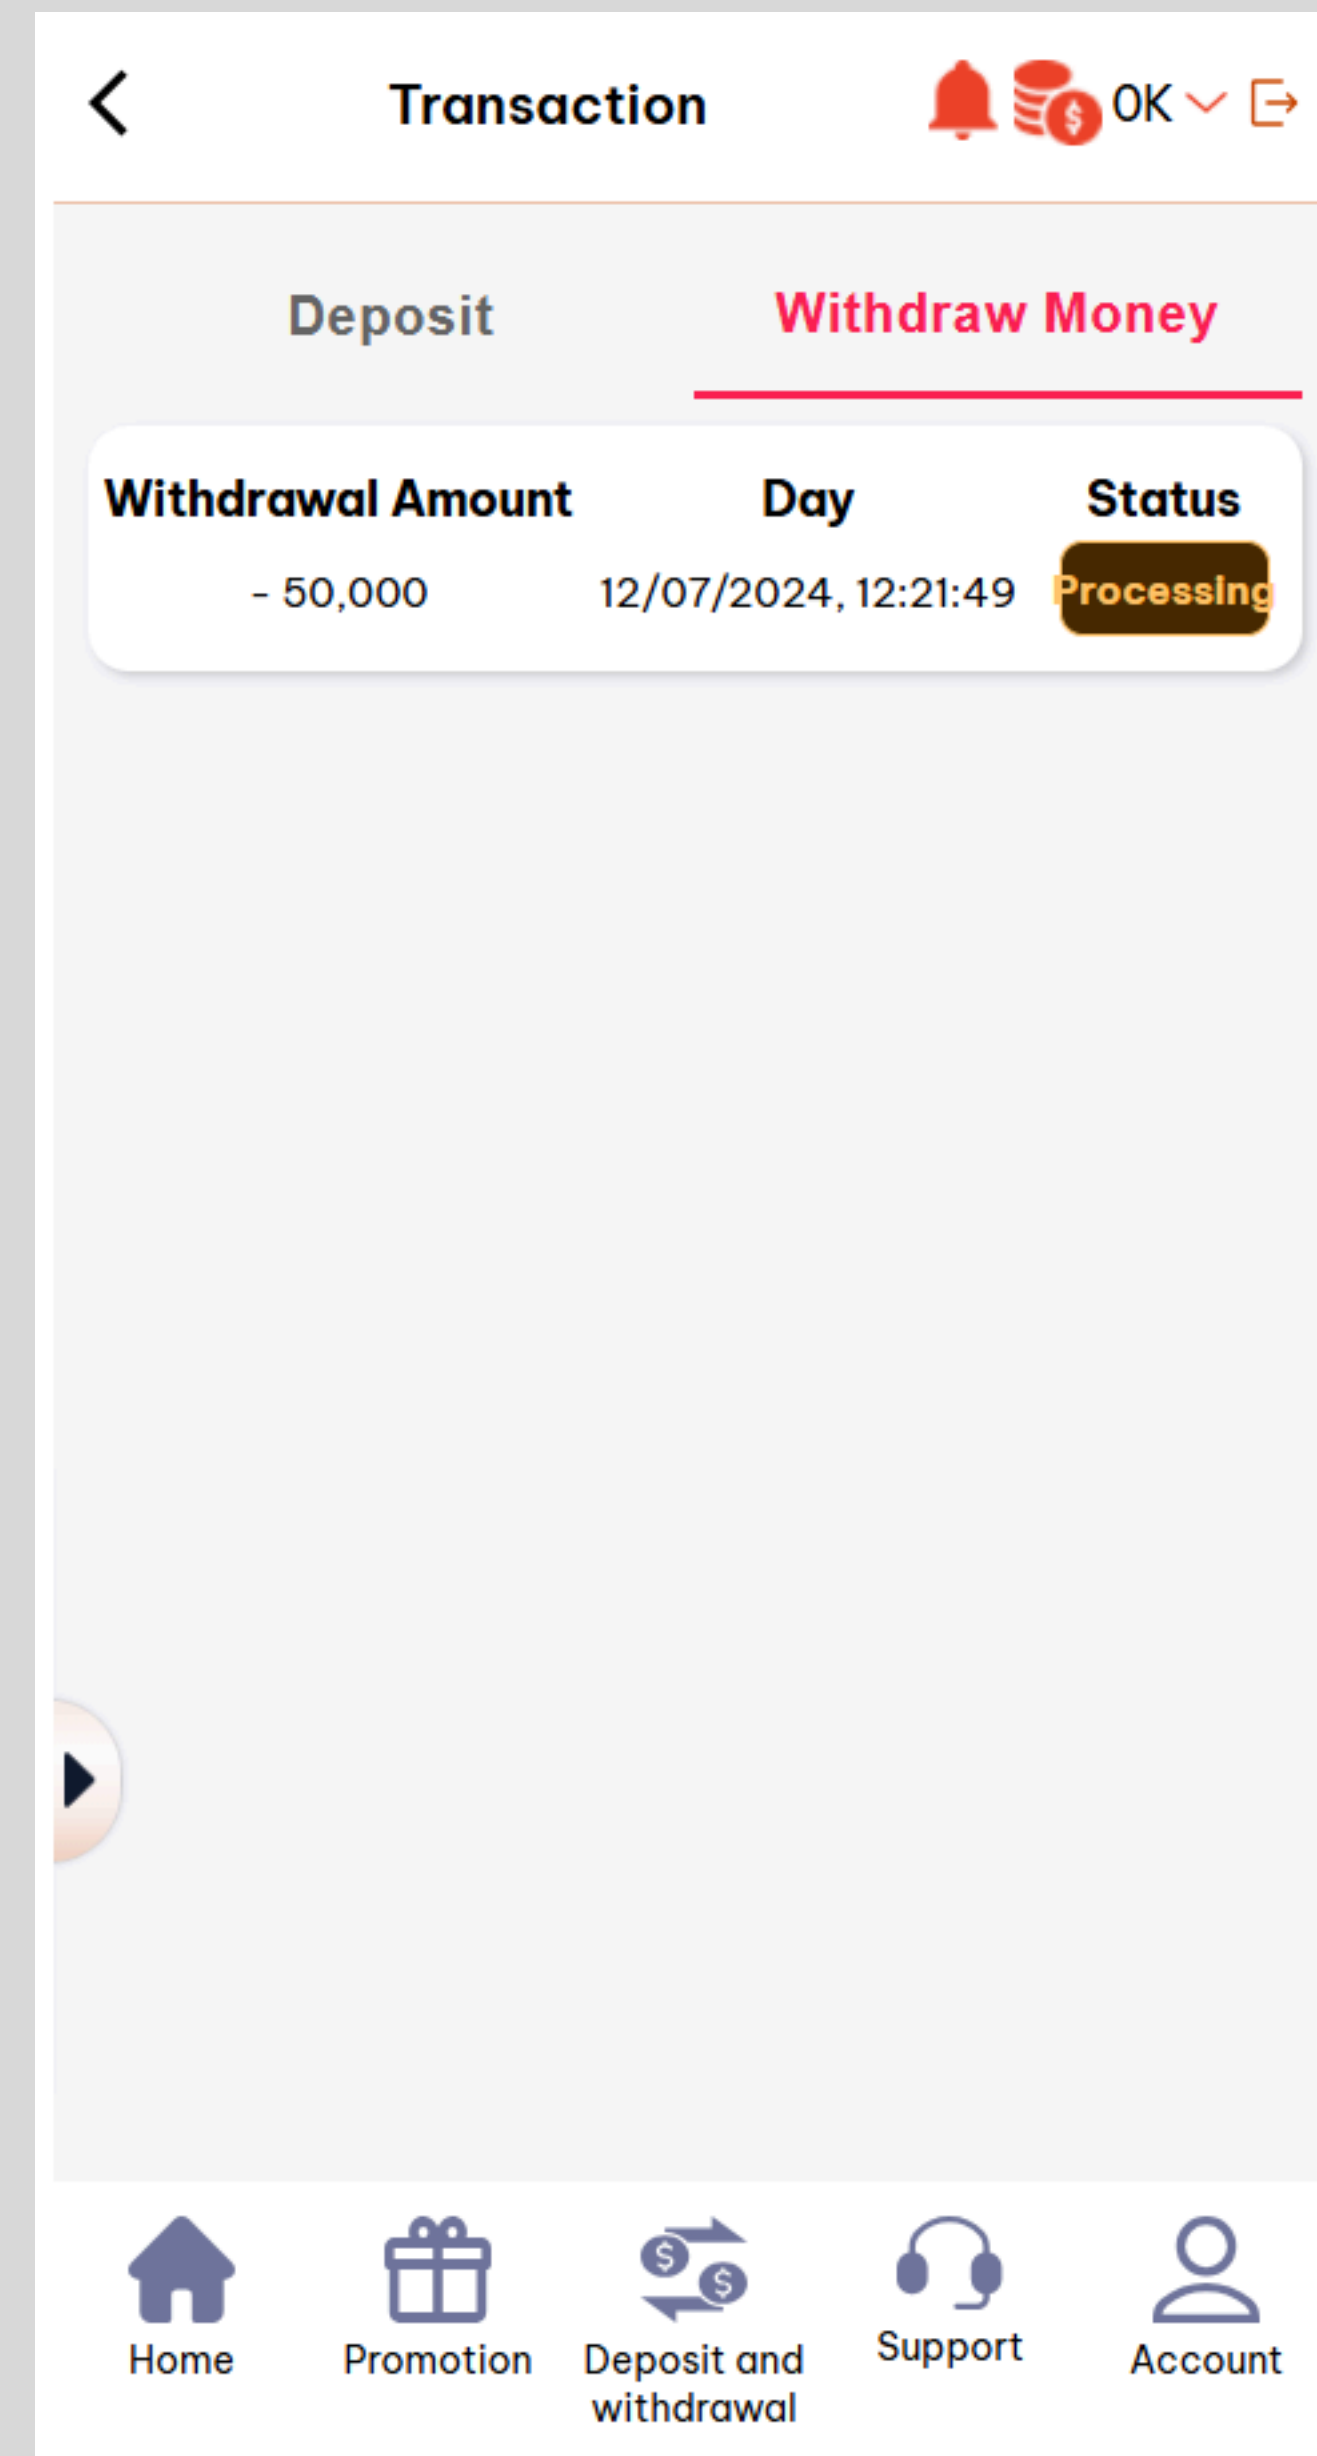 Transaction 0K
Deposit Withdraw Money
Withdrawal Amount Day Status
- 50,000 12/07/2024, 12:21:49 Processing
Home Promotion Deposit and withdrawal Support Account